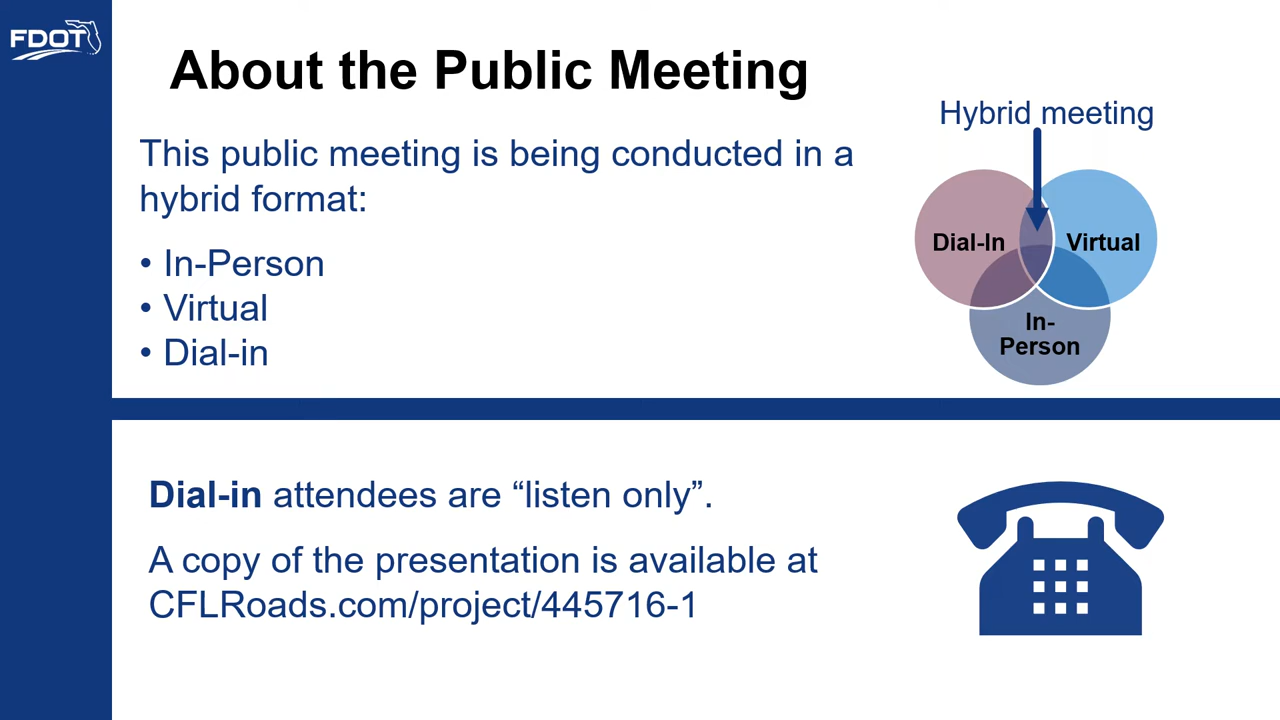 FDOT
About the Public Meeting
This public meeting is being conducted in a
hybrid format:
• In-Person
• Virtual
• Dial-in
Hybrid meeting
Dial-In
Virtual
In-
Person
Dial-in attendees are “listen only”.
A copy of the presentation is available at
CFLRoads.com/project/445716-1